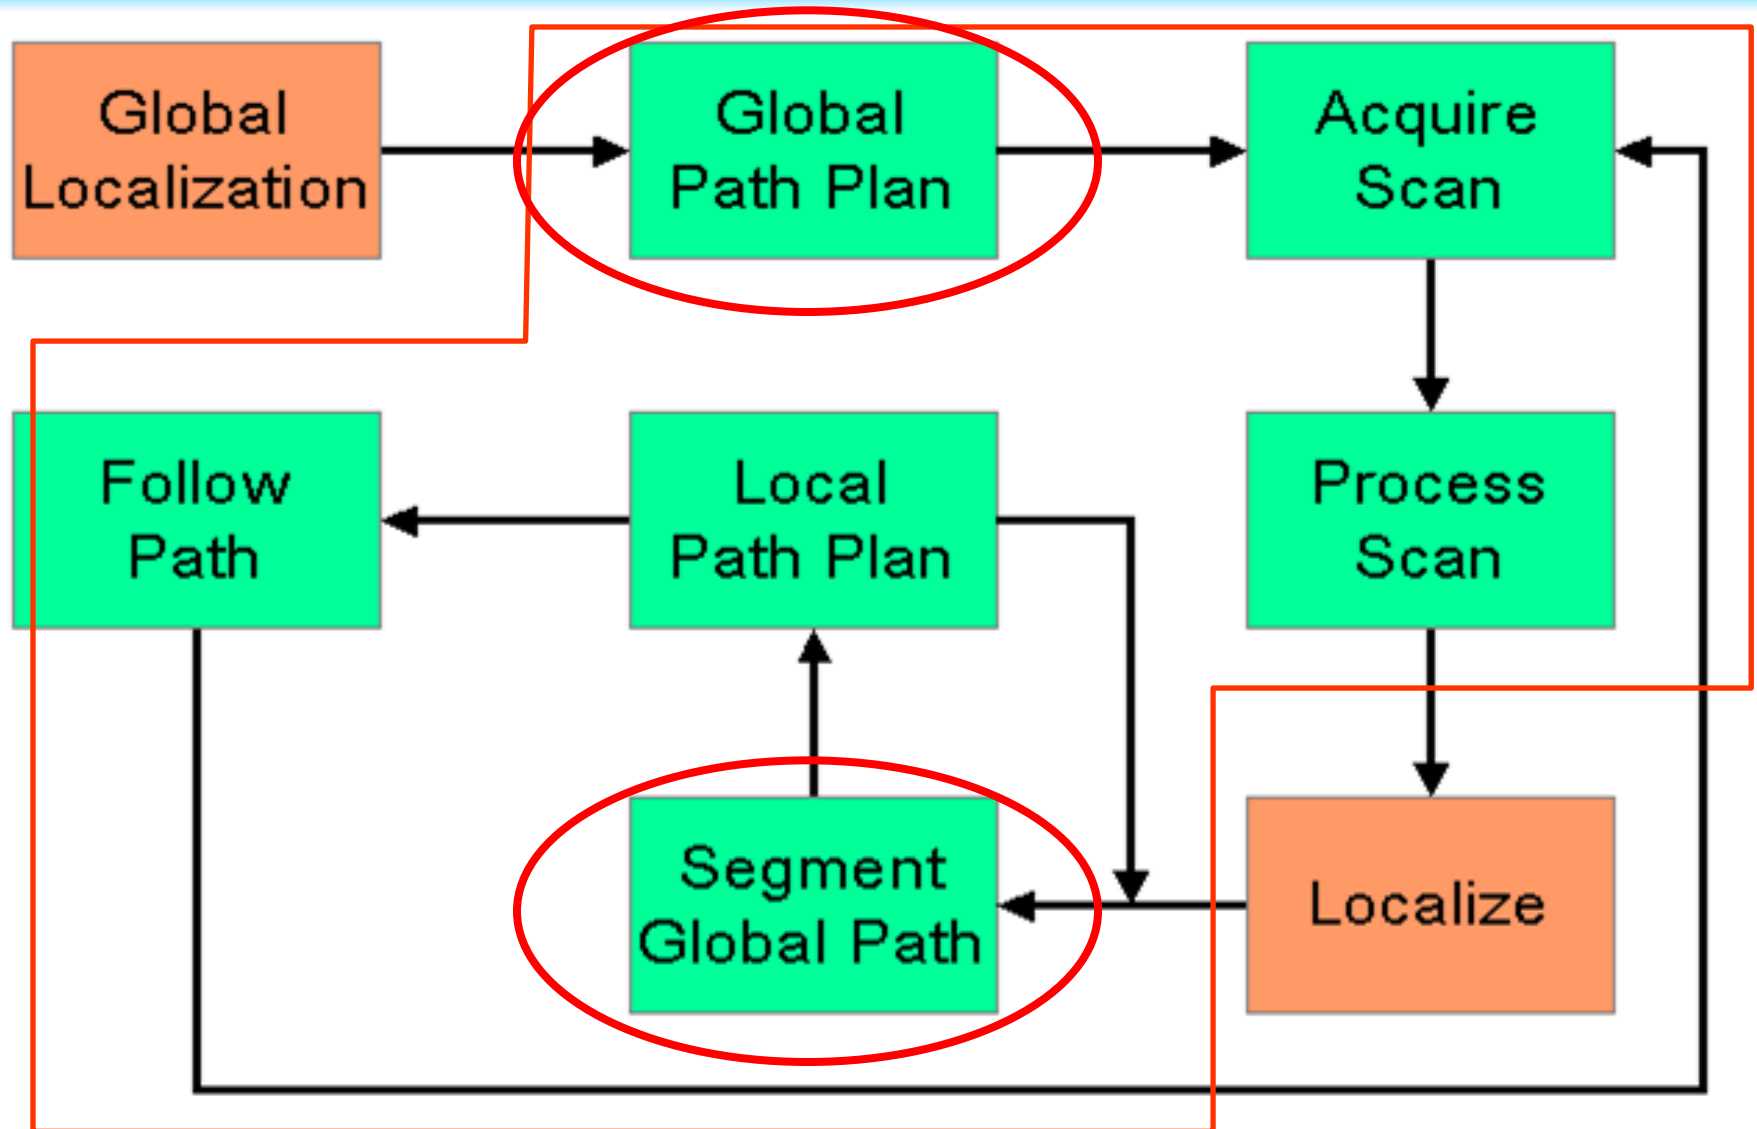 Global
Localization
Global
Path Plan
Acquire
Scan
Follow
Path
Local
Path Plan
Process
Scan
Segment
Global Path
Localize